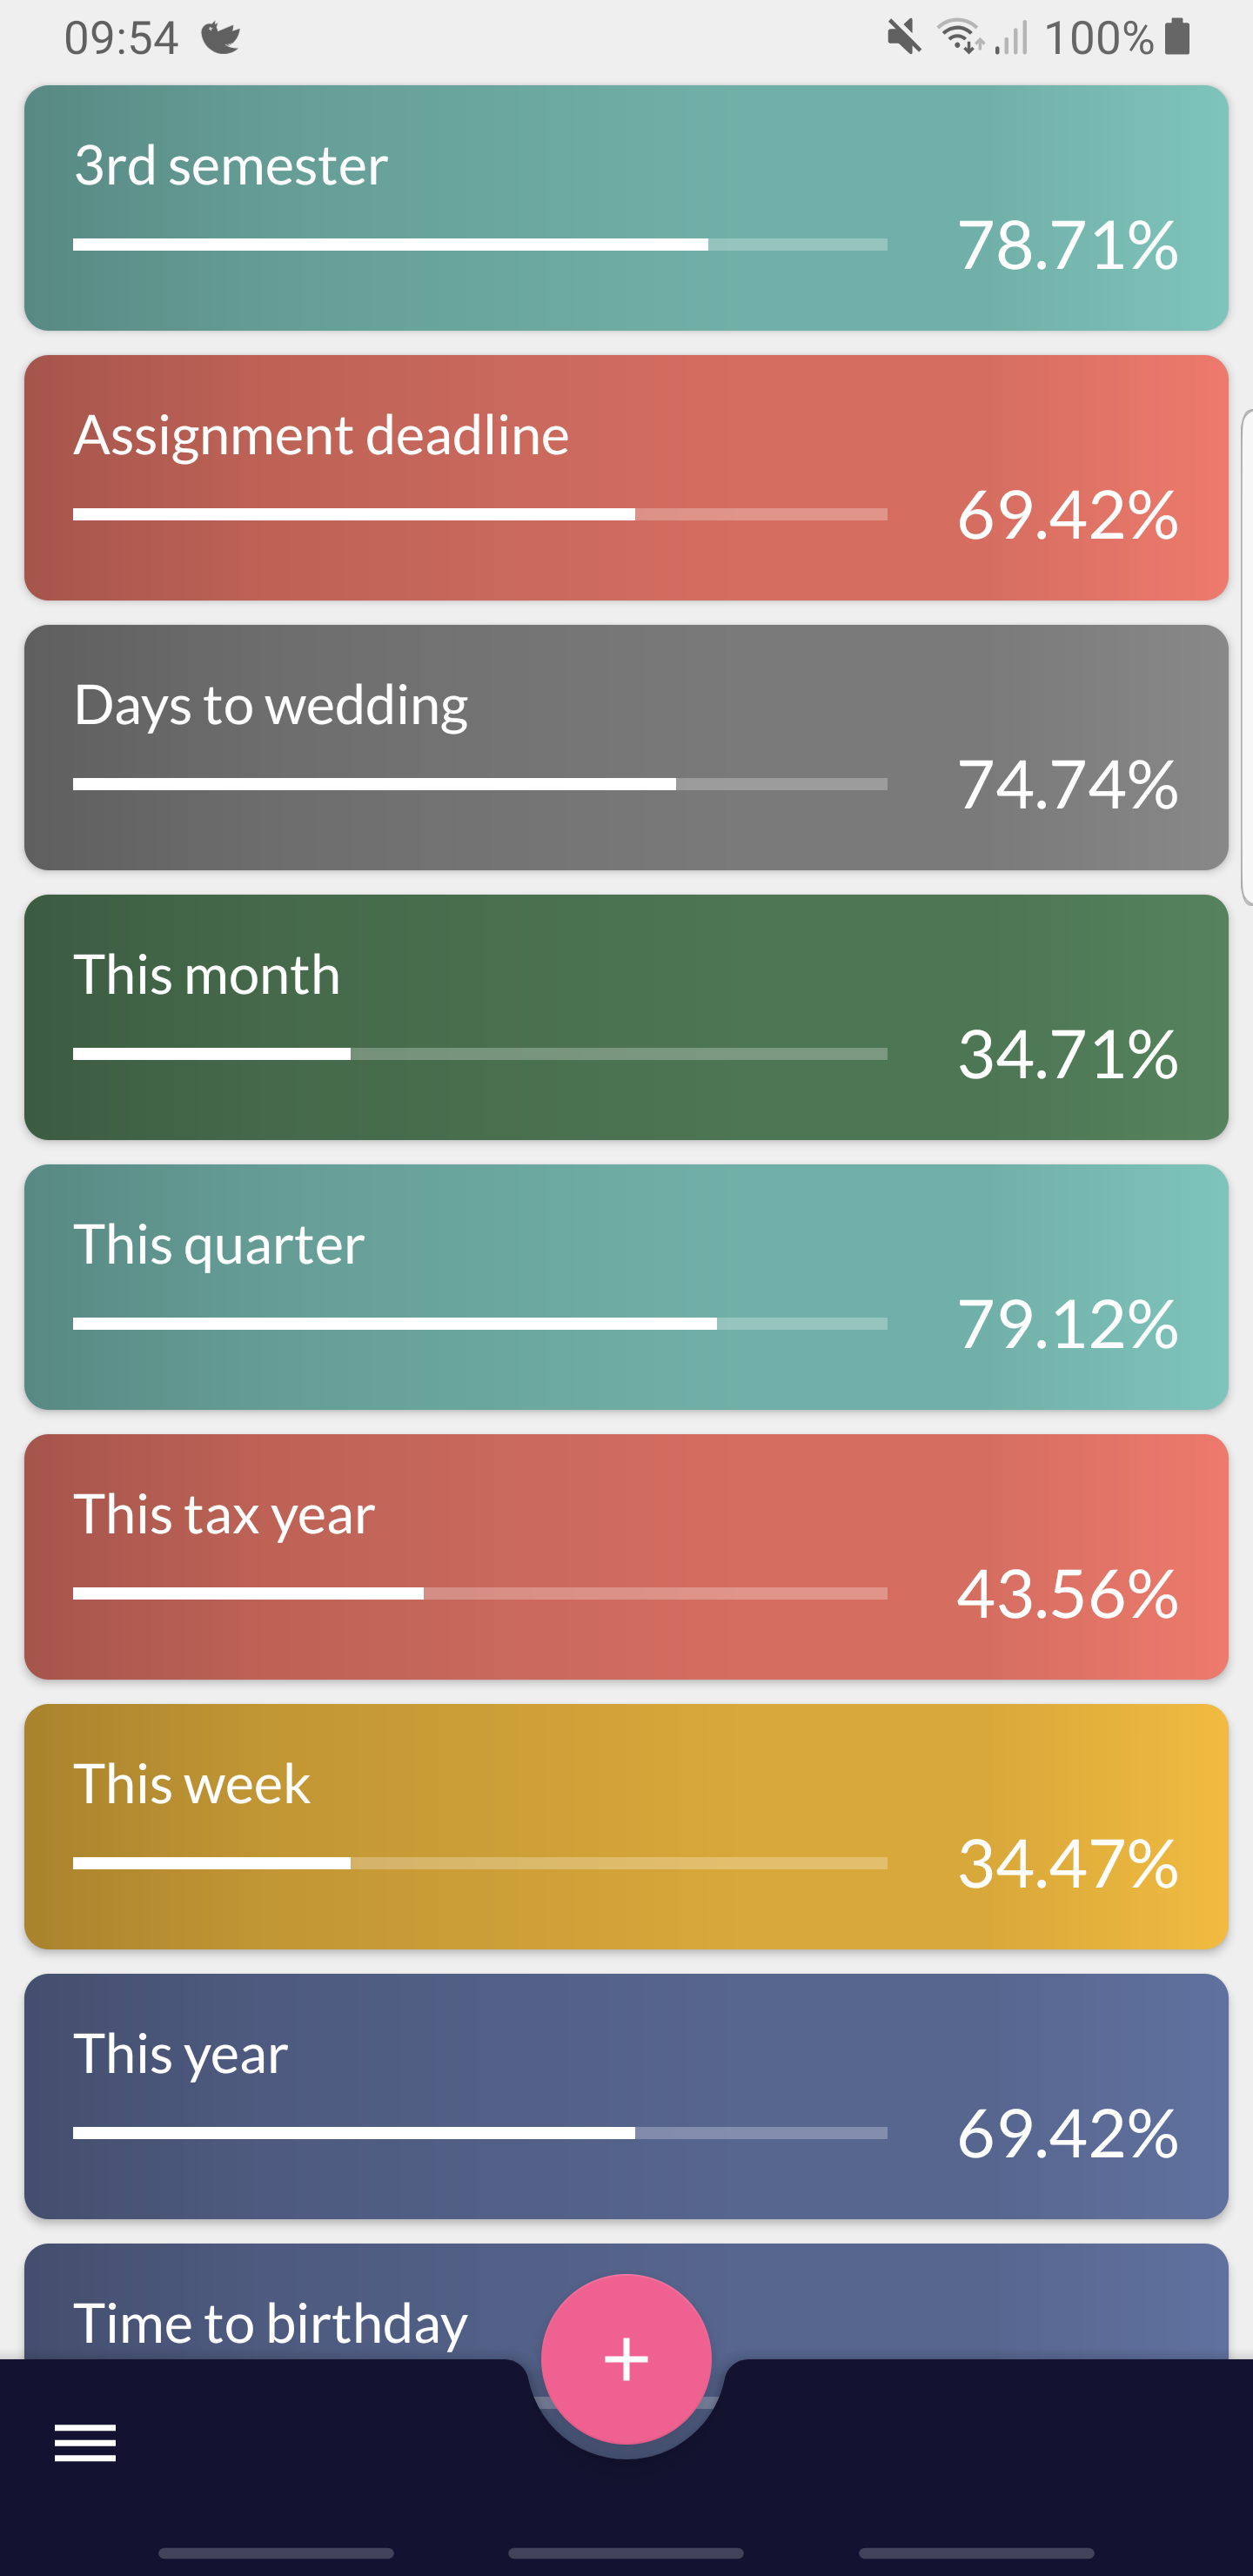 09:54 100%
3rd semester
78.71%
Assignment deadline
69.42%
Days to wedding
74.74%
This month
34.71%
This quarter
79.12%
This tax year
43.56%
This week
34.47%
This year
69.42%
Time to birthday
+